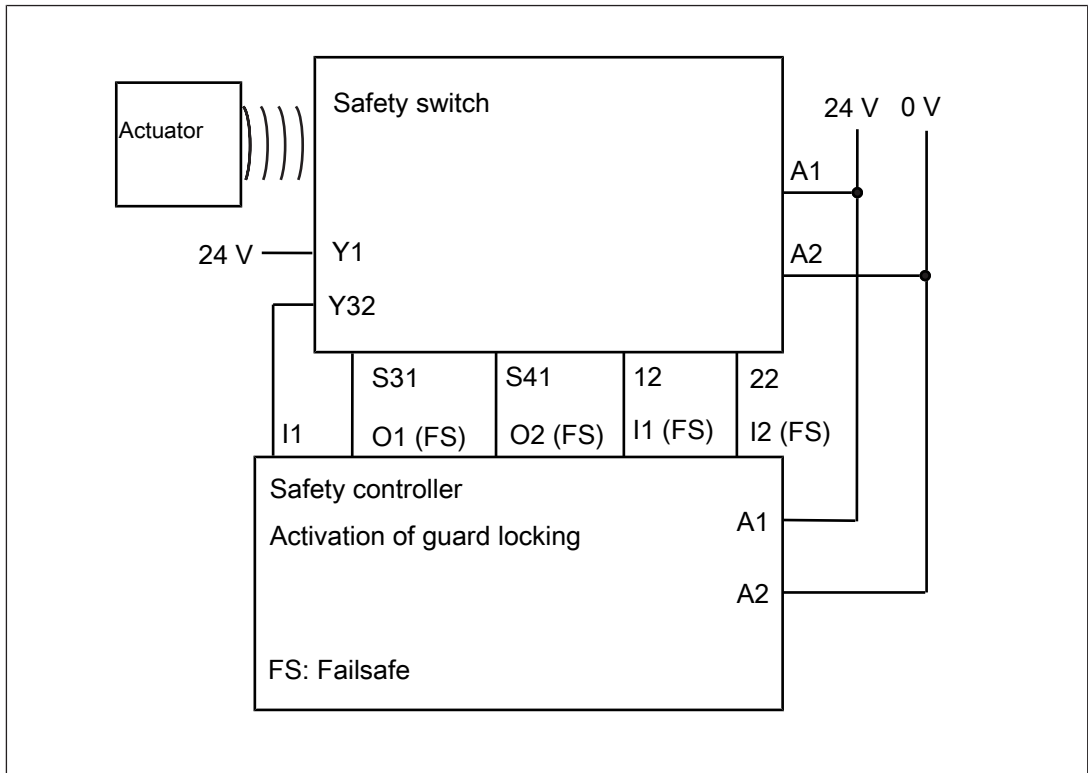 Safety switch
Actuator
24 V 0 V
A1
24 V
Y1
A2
Y32
S31 S41 12 22
I1 O1 (FS) O2 (FS) I1 (FS) I2 (FS)
Safety controller
Activation of guard locking
A1
A2
FS: Failsafe